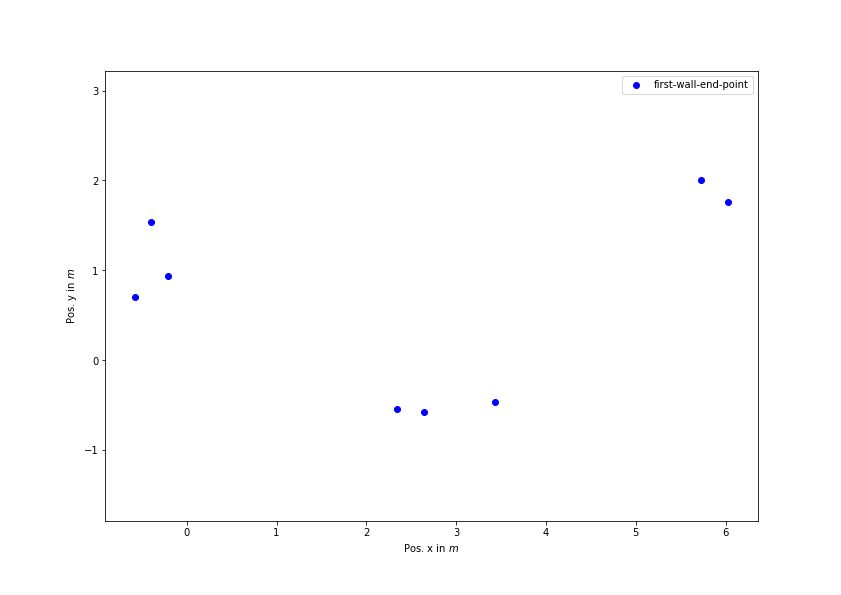 first-wall-end-point
3
2
1
0
−1
Pos. y in m
0 1 2 3 4 5 6
Pos. x in m